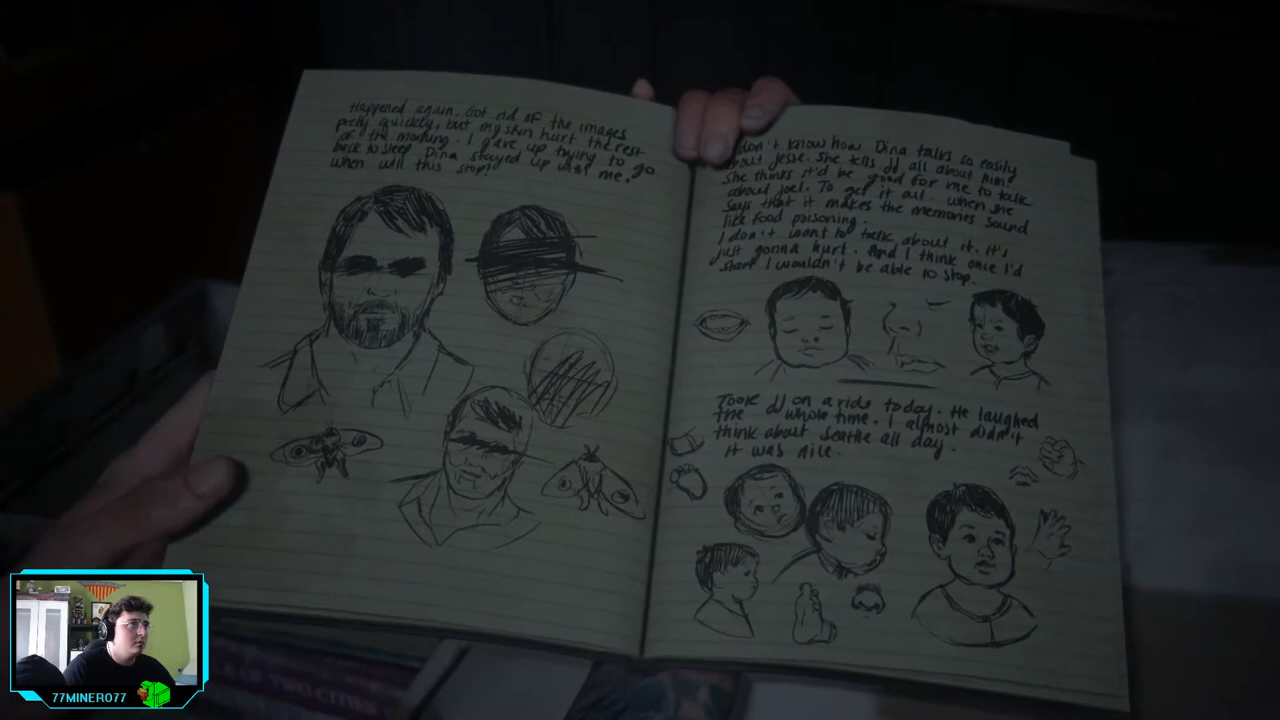 Happened again. Got rid of the images
pretty quickly, but my skin hurt the rest
of the morning. I gave up trying to go
back to sleep. Dina stayed up with me.
when will this stop?
don't know how Dina talks so easily
about Jesse. She tells JJ all about him.
She thinks it'd be good for me to talk
about Joel. To get it out. When she
says that it makes the memories sound
like food poisoning.
I don't want to talk about it. It's
just gonna hurt. And I think once I'd
start I wouldn't be able to stop.
Took JJ on a ride today. He laughed
the whole time. I almost didn't
think about Seattle all day.
it was nice.
OF TWO CITIES
77MINERO77